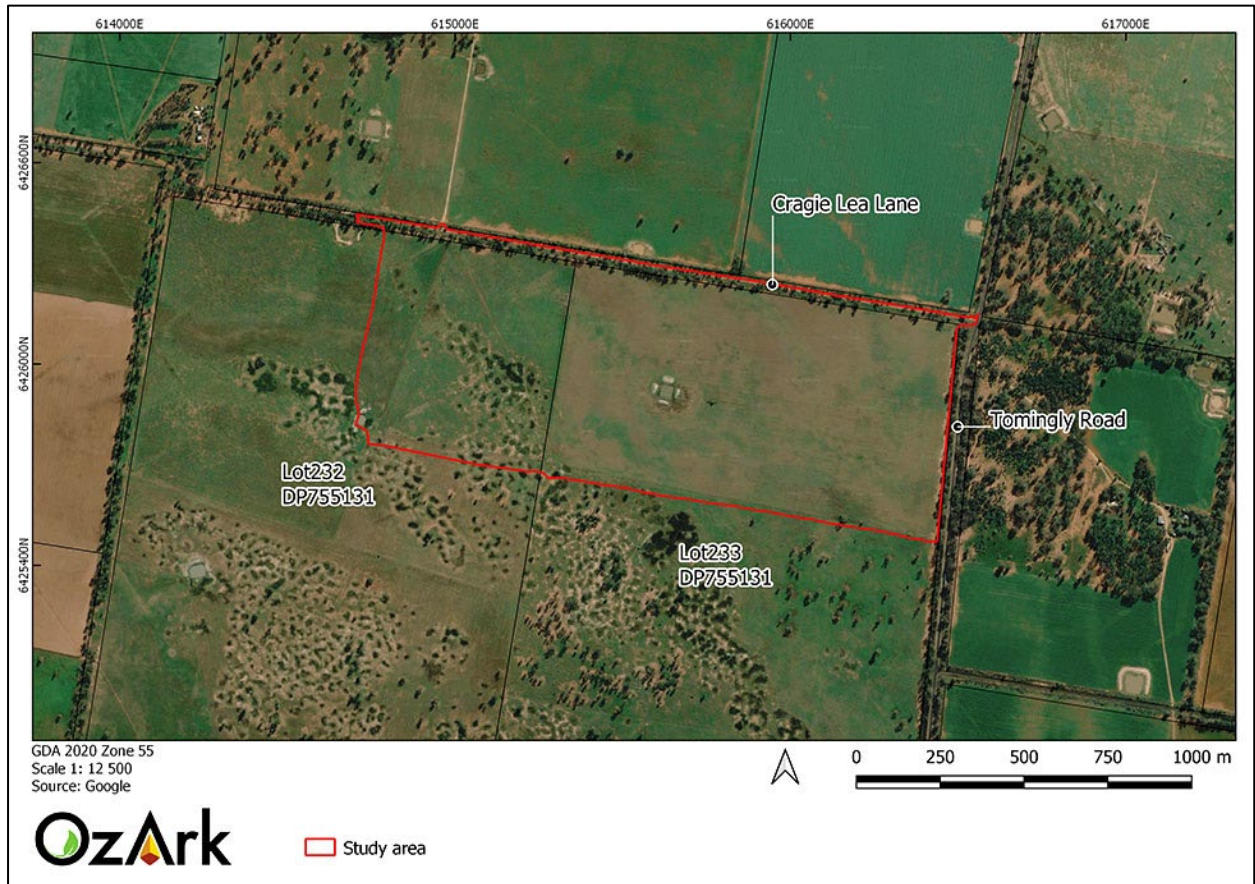 614000E
615000E
616000E
617000E
6426600N
6426000N
6425400N
Cragie Lea Lane
Tomingly Road
Lot232
DP755131
Lot233
DP755131
GDA 2020 Zone 55
Scale 1: 12 500
Source: Google
0 250 500 750 1000 m
OzArk
Study area